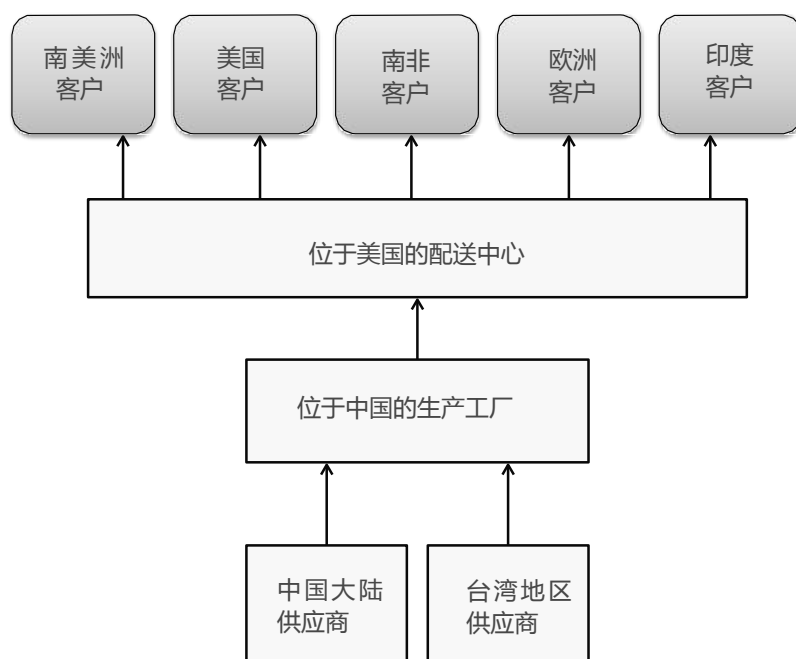 南美洲
客户
美国
客户
南非
客户
欧洲
客户
印度
客户
位于美国的配送中心
位于中国的生产工厂
中国大陆
供应商
台湾地区
供应商